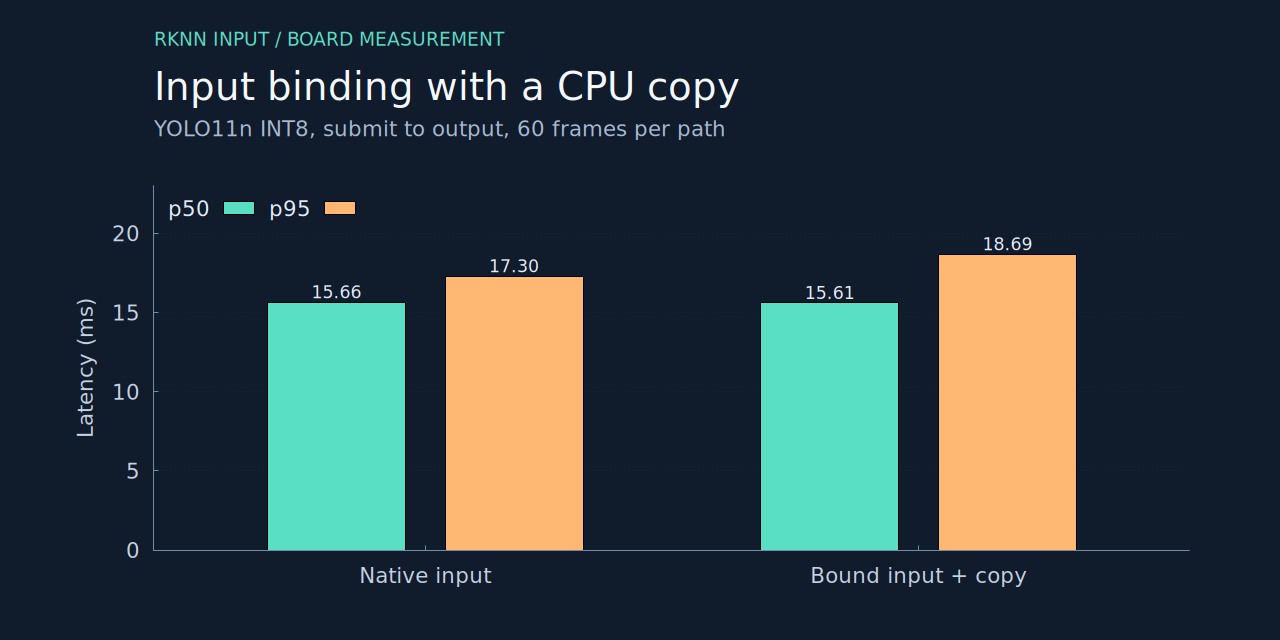 RKNN INPUT / BOARD MEASUREMENT
Input binding with a CPU copy
YOLO11n INT8, submit to output, 60 frames per path
p50 p95
20
15
10
5
0
Latency (ms)
15.66
17.30
15.61
18.69
Native input
Bound input + copy